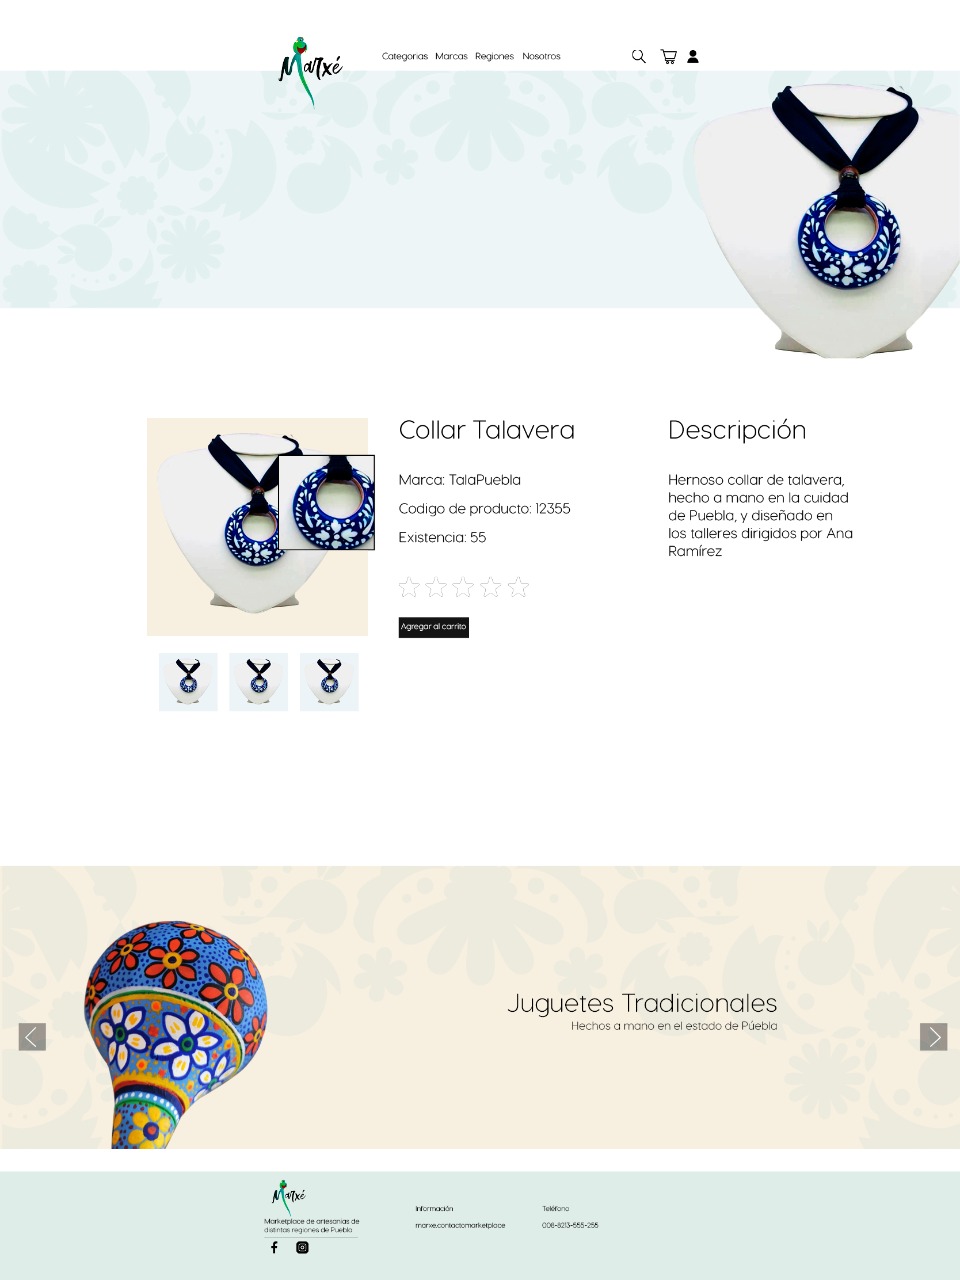 Marxé
Categorias Marcas Regiones Nosotros
Collar Talavera
Marca: TalaPuebla
Codigo de producto: 12355
Existencia: 55
Agregar al carrito
Descripción
Hernoso collar de talavera,
hecho a mano en la cuidad
de Puebla, y diseñado en
los talleres dirigidos por Ana
Ramírez
Juguetes Tradicionales
Hechos a mano en el estado de Púebla
Marxé
Marketplace de artesanias de
distintas regiones de Puebla
Información
marxe.contactomarketplace
Teléfono
008-8213-555-255